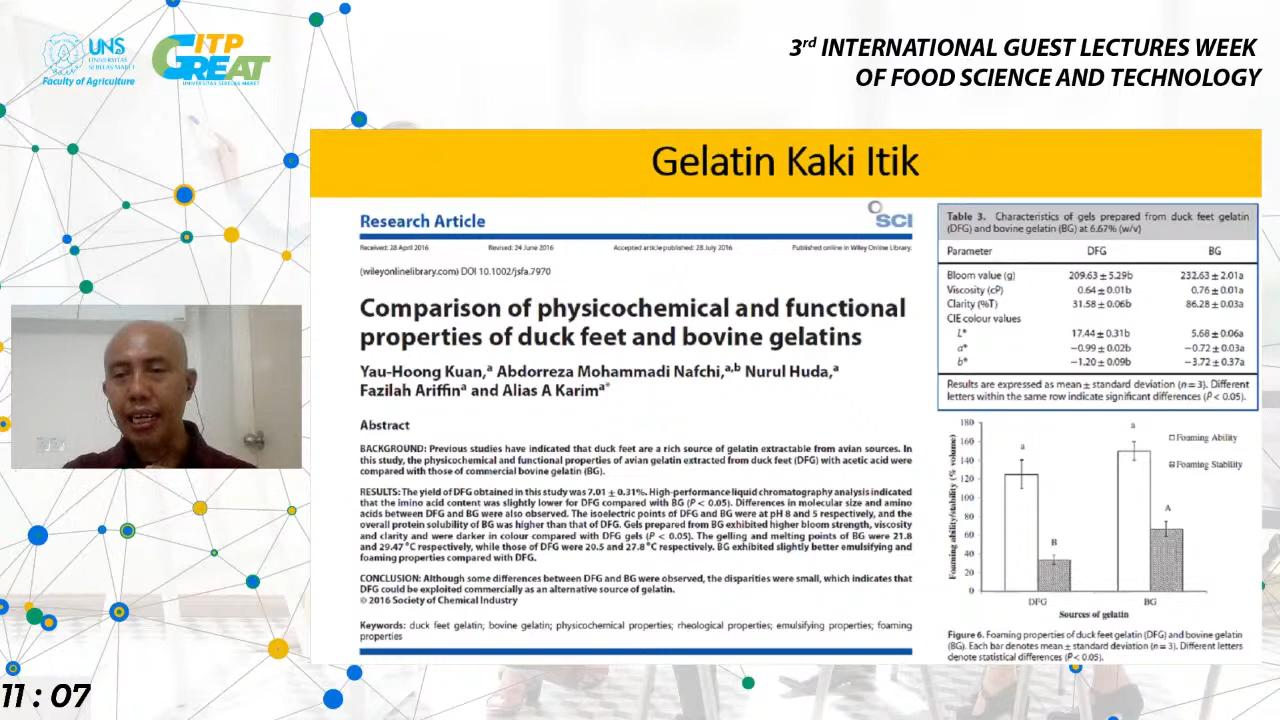 UNS
UNIVERSITAS
SEBELAS MARET
Faculty of Agriculture
ITP
GREAT
UNIVERSITAS SEBELAS MARET
3rd INTERNATIONAL GUEST LECTURES WEEK
OF FOOD SCIENCE AND TECHNOLOGY
Gelatin Kaki Itik
Research Article
SCI
Received: 28 April 2016
Revised: 24 June 2016
Accepted article published: 28 July 2016
Published online in Wiley Online Library:
(wileyonlinelibrary.com) DOI 10.1002/jsfa.7970
Comparison of physicochemical and functional
properties of duck feet and bovine gelatins
Yau-Hoong Kuan,a Abdorreza Mohammadi Nafchi,a,b Nurul Huda,a
Fazilah Ariffina and Alias A Karima*
Abstract
BACKGROUND: Previous studies have indicated that duck feet are a rich source of gelatin extractable from avian sources. In
this study, the physicochemical and functional properties of avian gelatin extracted from duck feet (DFG) with acetic acid were
compared with those of commercial bovine gelatin (BG).
RESULTS: The yield of DFG obtained in this study was 7.01 ± 0.31%. High-performance liquid chromatography analysis indicated
that the imino acid content was slightly lower for DFG compared with BG (P < 0.05). Differences in molecular size and amino
acids between DFG and BG were also observed. The isoelectric points of DFG and BG were at pH 8 and 5 respectively, and the
overall protein solubility of BG was higher than that of DFG. Gels prepared from BG exhibited higher bloom strength, viscosity
and clarity and were darker in colour compared with DFG gels (P < 0.05). The gelling and melting points of BG were 21.8
and 29.47 °C respectively, while those of DFG were 20.5 and 27.8 °C respectively. BG exhibited slightly better emulsifying and
foaming properties compared with DFG.
CONCLUSION: Although some differences between DFG and BG were observed, the disparities were small, which indicates that
DFG could be exploited commercially as an alternative source of gelatin.
© 2016 Society of Chemical Industry
Keywords: duck feet gelatin; bovine gelatin; physicochemical properties; rheological properties; emulsifying properties; foaming
properties
Table 3. Characteristics of gels prepared from duck feet gelatin
(DFG) and bovine gelatin (BG) at 6.67% (w/v)
Parameter DFG BG
Bloom value (g) 209.63 ± 5.29b 232.63 ± 2.01a
Viscosity (cP) 0.64 ± 0.01b 0.76 ± 0.01a
Clarity (%T) 31.58 ± 0.06b 86.28 ± 0.03a
CIE colour values
L* 17.44 ± 0.31b 5.68 ± 0.06a
a* −0.99 ± 0.02b −0.72 ± 0.03a
b* −1.20 ± 0.09b −3.72 ± 0.37a
Results are expressed as mean ± standard deviation (n = 3). Different
letters within the same row indicate significant differences (P < 0.05).
Foaming ability/stability (% volume)
180
160
140
120
100
80
60
40
20
0
a
B
a
A
Foaming Ability
Foaming Stability
DFG
BG
Sources of gelatin
Figure 6. Foaming properties of duck feet gelatin (DFG) and bovine gelatin
(BG). Each bar denotes mean ± standard deviation (n = 3). Different letters
denote statistical differences (P < 0.05).
11 : 07